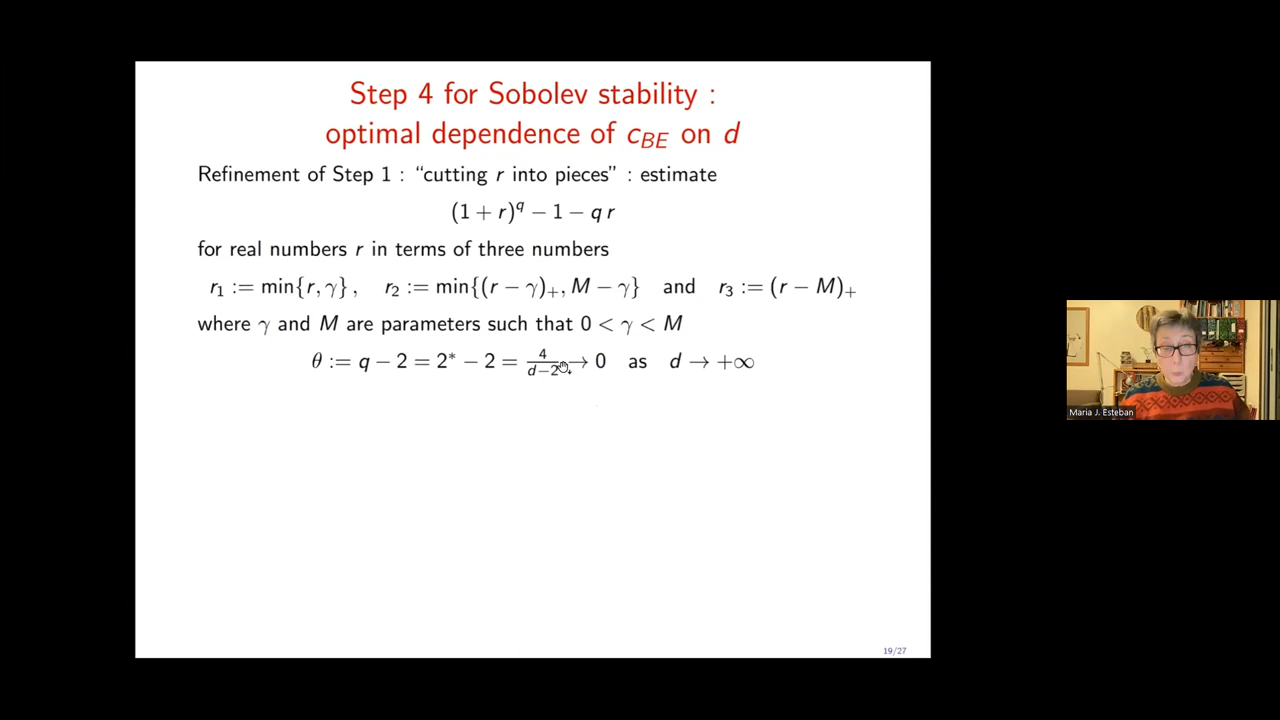 Step 4 for Sobolev stability :
optimal dependence of c_BE on d
Refinement of Step 1 : “cutting r into pieces” : estimate
(1 + r)^q − 1 − q r
for real numbers r in terms of three numbers
r₁ := min{r, γ} ,   r₂ := min{(r − γ)₊, M − γ}   and   r₃ := (r − M)₊
where γ and M are parameters such that 0 < γ < M
θ := q − 2 = 2* − 2 = 4/(d−2) → 0   as   d → +∞
19/27
Maria J. Esteban